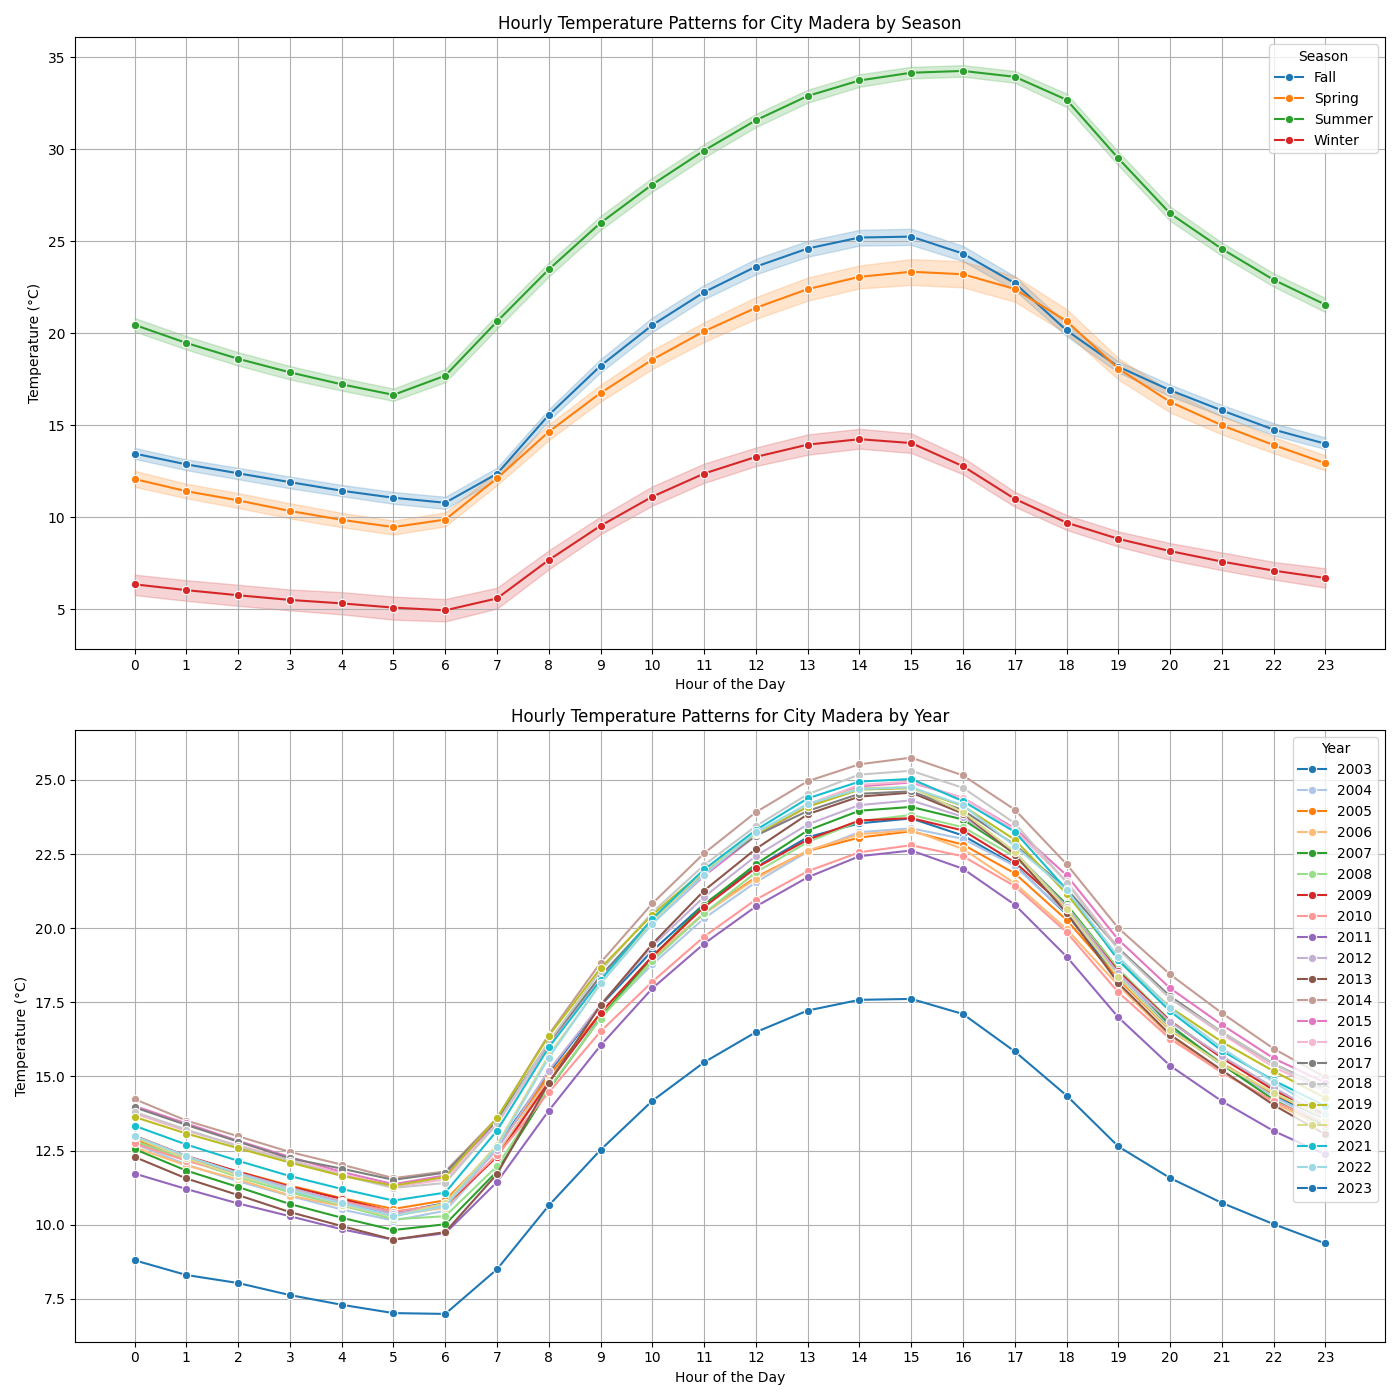 Hourly Temperature Patterns for City Madera by Season
Temperature (°C)
35
30
25
20
15
10
5
Season
Fall
Spring
Summer
Winter
0 1 2 3 4 5 6 7 8 9 10 11 12 13 14 15 16 17 18 19 20 21 22 23
Hour of the Day
Hourly Temperature Patterns for City Madera by Year
Temperature (°C)
25.0
22.5
20.0
17.5
15.0
12.5
10.0
7.5
Year
2003
2004
2005
2006
2007
2008
2009
2010
2011
2012
2013
2014
2015
2016
2017
2018
2019
2020
2021
2022
2023
0 1 2 3 4 5 6 7 8 9 10 11 12 13 14 15 16 17 18 19 20 21 22 23
Hour of the Day